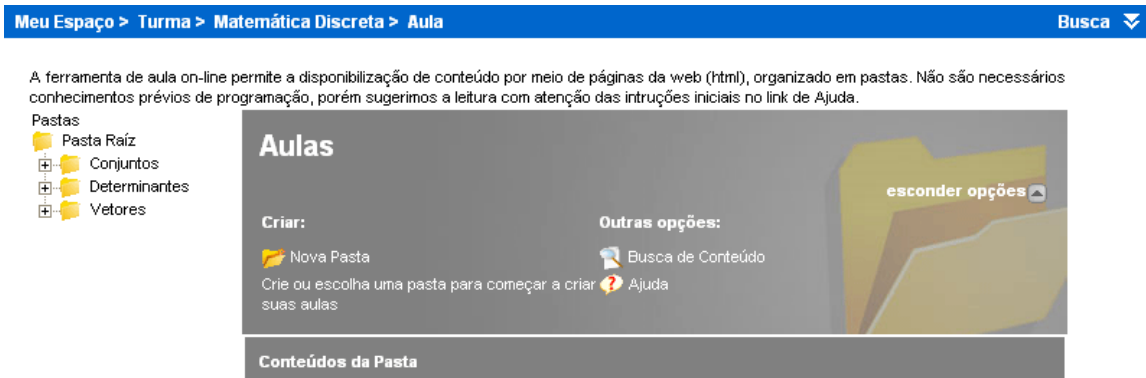 Meu Espaço > Turma > Matemática Discreta > Aula
Busca
A ferramenta de aula on-line permite a disponibilização de conteúdo por meio de páginas da web (html), organizado em pastas. Não são necessários
conhecimentos prévios de programação, porém sugerimos a leitura com atenção das intruções iniciais no link de Ajuda.
Pastas
Pasta Raíz
Conjuntos
Determinantes
Vetores
Aulas
esconder opções
Criar:
Nova Pasta
Crie ou escolha uma pasta para começar a criar
suas aulas
Outras opções:
Busca de Conteúdo
Ajuda
Conteúdos da Pasta